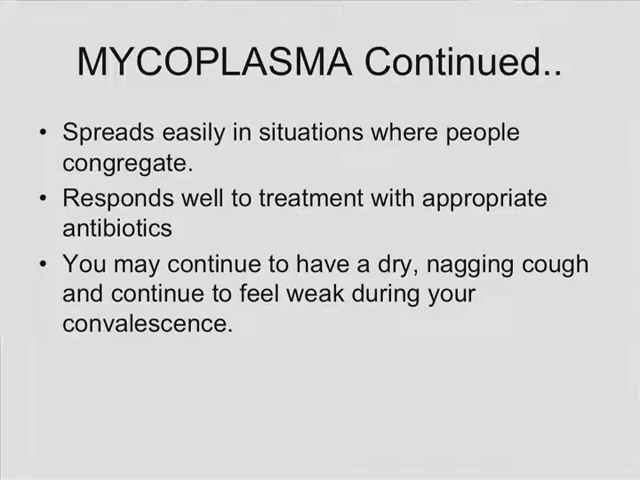 MYCOPLASMA Continued..
• Spreads easily in situations where people
congregate.
• Responds well to treatment with appropriate
antibiotics
• You may continue to have a dry, nagging cough
and continue to feel weak during your
convalescence.